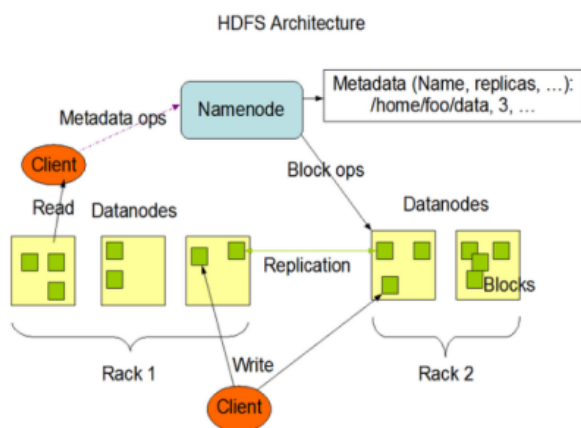 HDFS Architecture
Metadata (Name, replicas, …):
/home/foo/data, 3, …
Namenode
Metadata ops
Client
Block ops
Read
Datanodes
Datanodes
Replication
Blocks
Write
Rack 1
Rack 2
Client